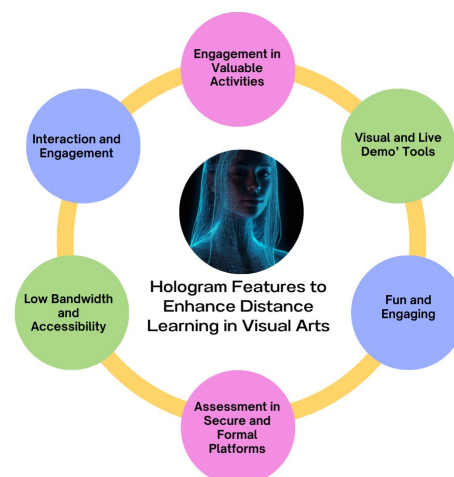 Engagement in
Valuable
Activities
Interaction and
Engagement
Visual and Live
Demo' Tools
Low Bandwidth
and
Accessibility
Hologram Features to
Enhance Distance
Learning in Visual Arts
Fun and
Engaging
Assessment in
Secure and
Formal
Platforms